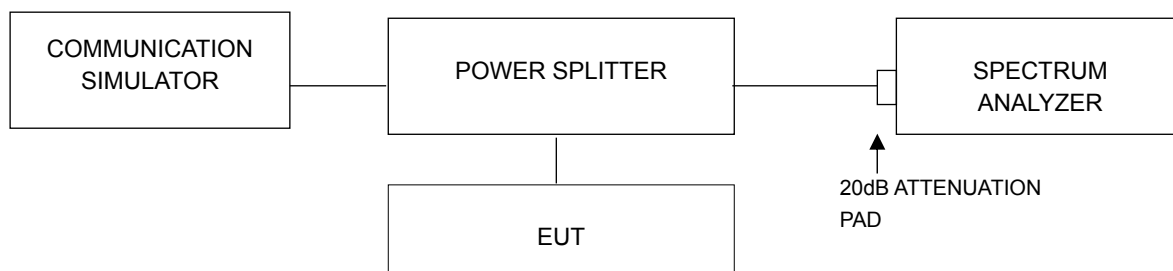 COMMUNICATION
SIMULATOR
POWER SPLITTER
SPECTRUM
ANALYZER
20dB ATTENUATION
PAD
EUT